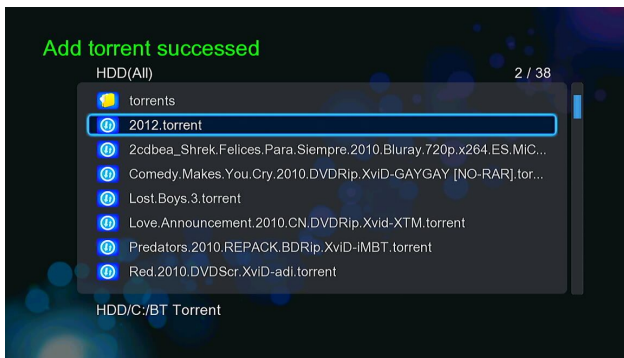 Add torrent successed
HDD(All) 2 / 38
torrents
2012.torrent
2cdbea_Shrek.Felices.Para.Siempre.2010.Bluray.720p.x264.ES.MiC...
Comedy.Makes.You.Cry.2010.DVDRip.XviD-GAYGAY [NO-RAR].tor...
Lost.Boys.3.torrent
Love.Announcement.2010.CN.DVDRip.Xvid-XTM.torrent
Predators.2010.REPACK.BDRip.XviD-iMBT.torrent
Red.2010.DVDScr.XviD-adi.torrent
HDD/C:/BT Torrent